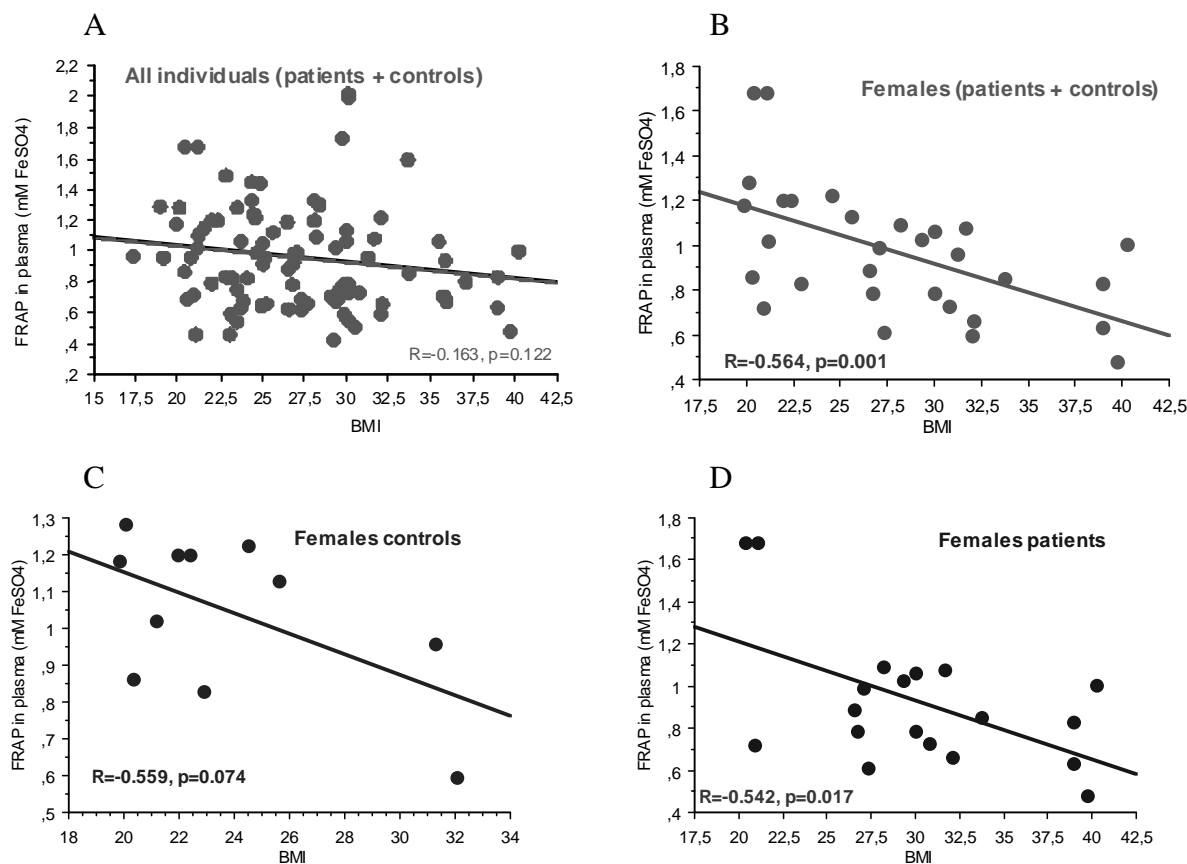 A
All individuals (patients + controls)
FRAP in plasma (mM FeSO4)
2,2
2
1,8
1,6
1,4
1,2
1
,8
,6
,4
,2
R=-0.163, p=0.122
15 17,5 20 22,5 25 27,5 30 32,5 35 37,5 40 42,5
BMI
B
Females (patients + controls)
FRAP in plasma (mM FeSO4)
1,8
1,6
1,4
1,2
1
,8
,6
,4
R=-0.564, p=0.001
17,5 20 22,5 25 27,5 30 32,5 35 37,5 40 42,5
BMI
C
Females controls
FRAP in plasma (mM FeSO4)
1,3
1,2
1,1
1
,9
,8
,7
,6
,5
R=-0.559, p=0.074
18 20 22 24 26 28 30 32 34
BMI
D
Females patients
FRAP in plasma (mM FeSO4)
1,8
1,6
1,4
1,2
1
,8
,6
,4
R=-0.542, p=0.017
17,5 20 22,5 25 27,5 30 32,5 35 37,5 40 42,5
BMI